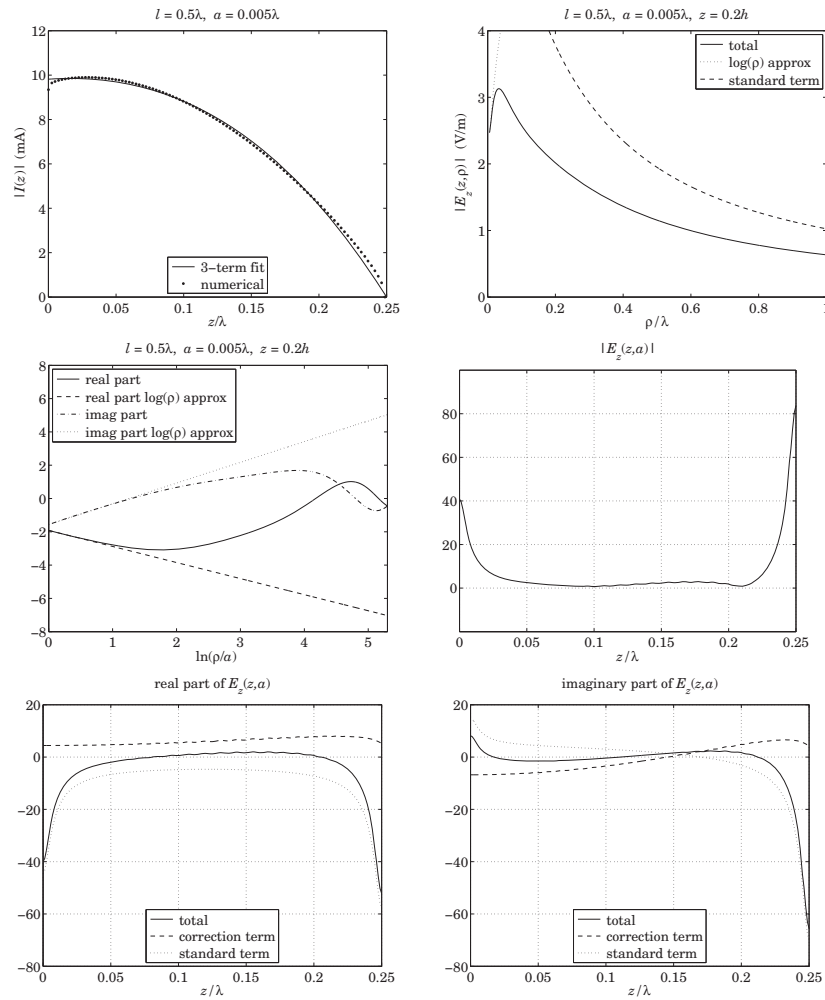 l = 0.5λ, a = 0.005λ
12
10
8
6
4
2
0
|I(z)| (mA)
3−term fit
numerical
0
0.05
0.1
0.15
0.2
0.25
z/λ
l = 0.5λ, a = 0.005λ, z = 0.2h
4
3
2
1
0
|E_z(z,ρ)| (V/m)
total
log(ρ) approx
standard term
0
0.2
0.4
0.6
0.8
1
ρ/λ
l = 0.5λ, a = 0.005λ, z = 0.2h
8
6
4
2
0
−2
−4
−6
−8
real part
real part log(ρ) approx
imag part
imag part log(ρ) approx
0
1
2
3
4
5
ln(ρ/a)
|E_z(z,a)|
80
60
40
20
0
0
0.05
0.1
0.15
0.2
0.25
z/λ
real part of E_z(z,a)
20
0
−20
−40
−60
−80
total
correction term
standard term
0
0.05
0.1
0.15
0.2
0.25
z/λ
imaginary part of E_z(z,a)
20
0
−20
−40
−60
−80
total
correction term
standard term
0
0.05
0.1
0.15
0.2
0.25
z/λ